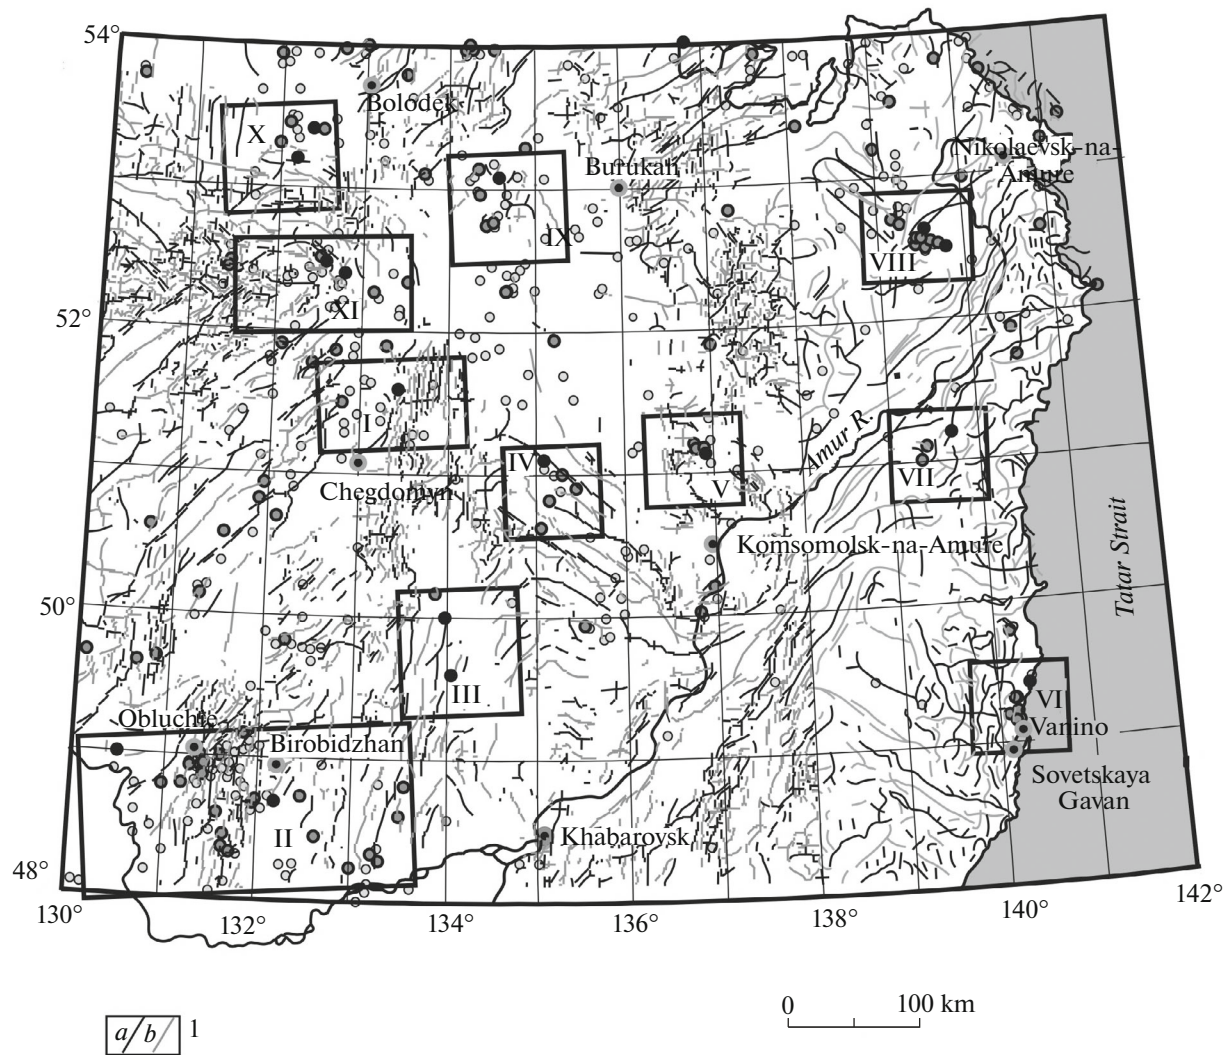 54°
Bolodek
X
Nikolaevsk-na-
Amure
Burukan
IX
VIII
XI
52°
I
Amur R.
IV
VII
Chegdomyn
V
Komsomolsk-na-Amure
Tatar Strait
50°
III
VI
Obluchie
Vanino
Birobidzhan
Sovetskaya
Gavan
II
Khabarovsk
48°
130°
132°
134°
136°
138°
140°
142°
0 100 km
a/b 1